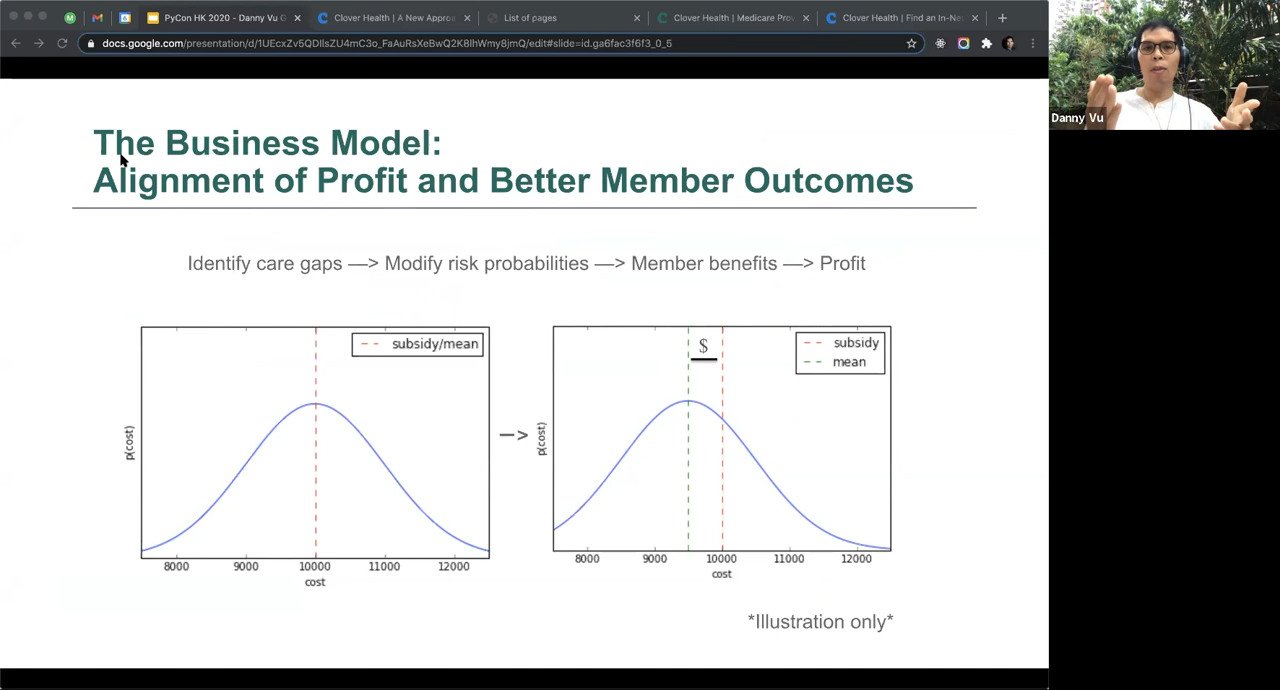 PyCon HK 2020 - Danny Vu G
Clover Health | A New Approa
List of pages
Clover Health | Medicare Prov
Clover Health | Find an In-Net
docs.google.com/presentation/d/1UEcxZv5QDlIsZU4mC3o_FaAuRsXeBwQ2K8IhWmy8jmQ/edit#slide=id.ga6fac3f6f3_0_5
Danny Vu
The Business Model:
Alignment of Profit and Better Member Outcomes
Identify care gaps —> Modify risk probabilities —> Member benefits —> Profit
subsidy/mean
p(cost)
8000 9000 10000 11000 12000
cost
—>
$
subsidy
mean
p(cost)
8000 9000 10000 11000 12000
cost
*Illustration only*